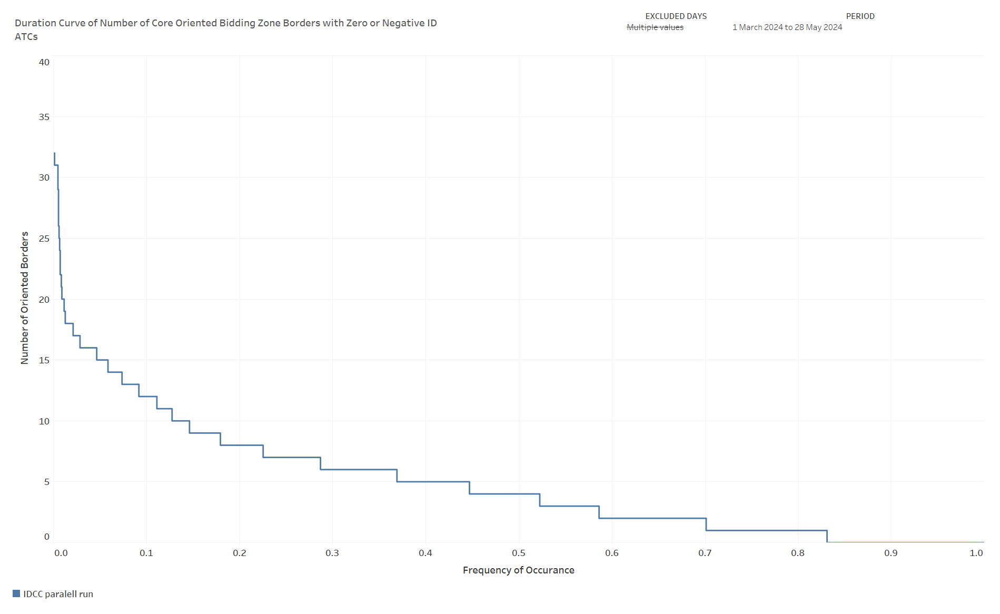 Duration Curve of Number of Core Oriented Bidding Zone Borders with Zero or Negative ID
ATCs
EXCLUDED DAYS
Multiple values
PERIOD
1 March 2024 to 28 May 2024
40
35
30
25
20
15
10
5
0
Number of Oriented Borders
0.0 0.1 0.2 0.3 0.4 0.5 0.6 0.7 0.8 0.9 1.0
Frequency of Occurance
IDCC paralell run